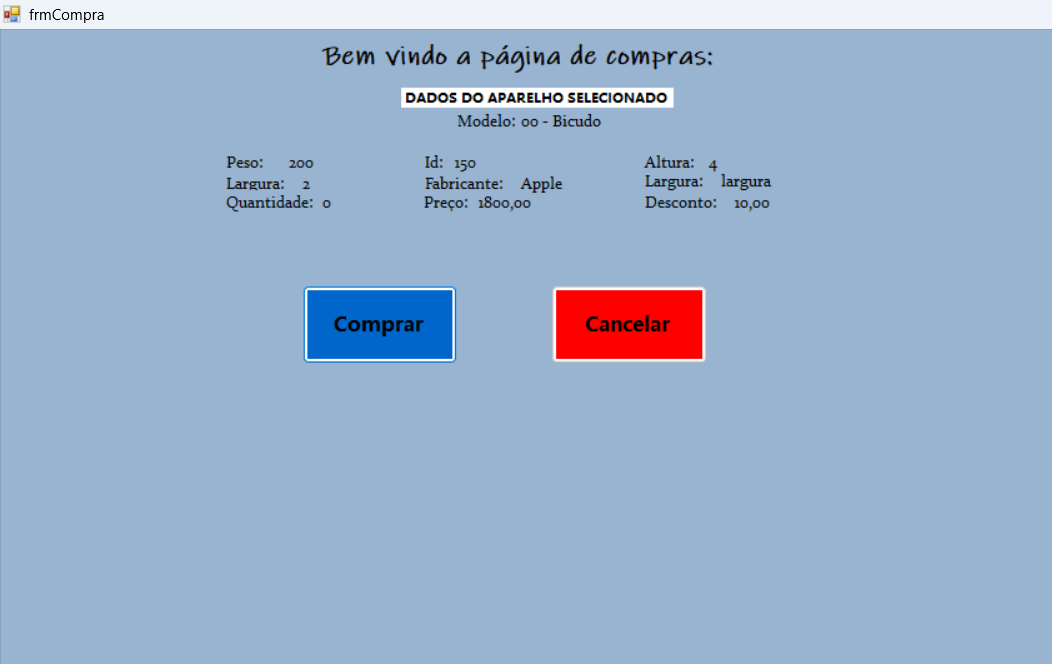 frmCompra
Bem vindo a página de compras:
DADOS DO APARELHO SELECIONADO
Modelo: 00 - Bicudo
Peso: 200 Id: 150 Altura: 4
Largura: 2 Fabricante: Apple Largura: largura
Quantidade: 0 Preço: 1800,00 Desconto: 10,00
Comprar Cancelar